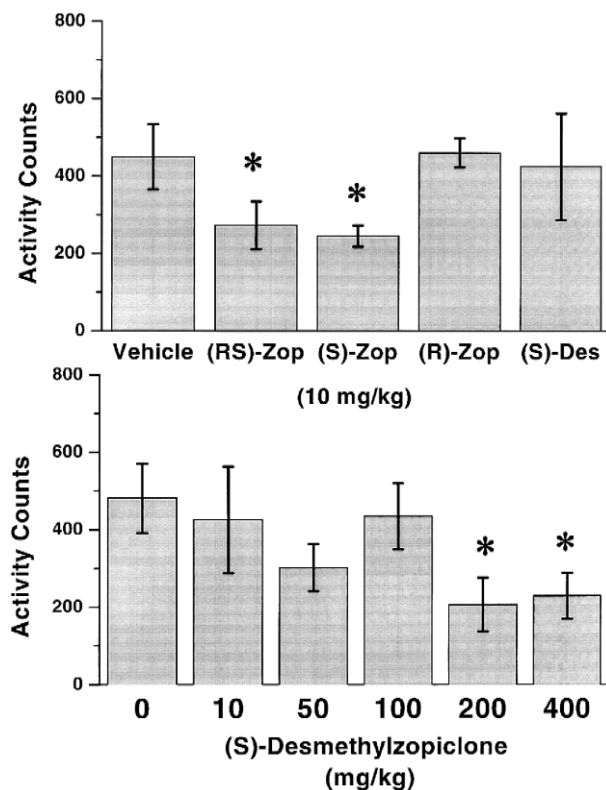 800
600
400
200
0
Activity Counts
*
*
Vehicle (RS)-Zop (S)-Zop (R)-Zop (S)-Des
(10 mg/kg)
800
600
400
200
0
Activity Counts
*
*
0 10 50 100 200 400
(S)-Desmethylzopiclone
(mg/kg)